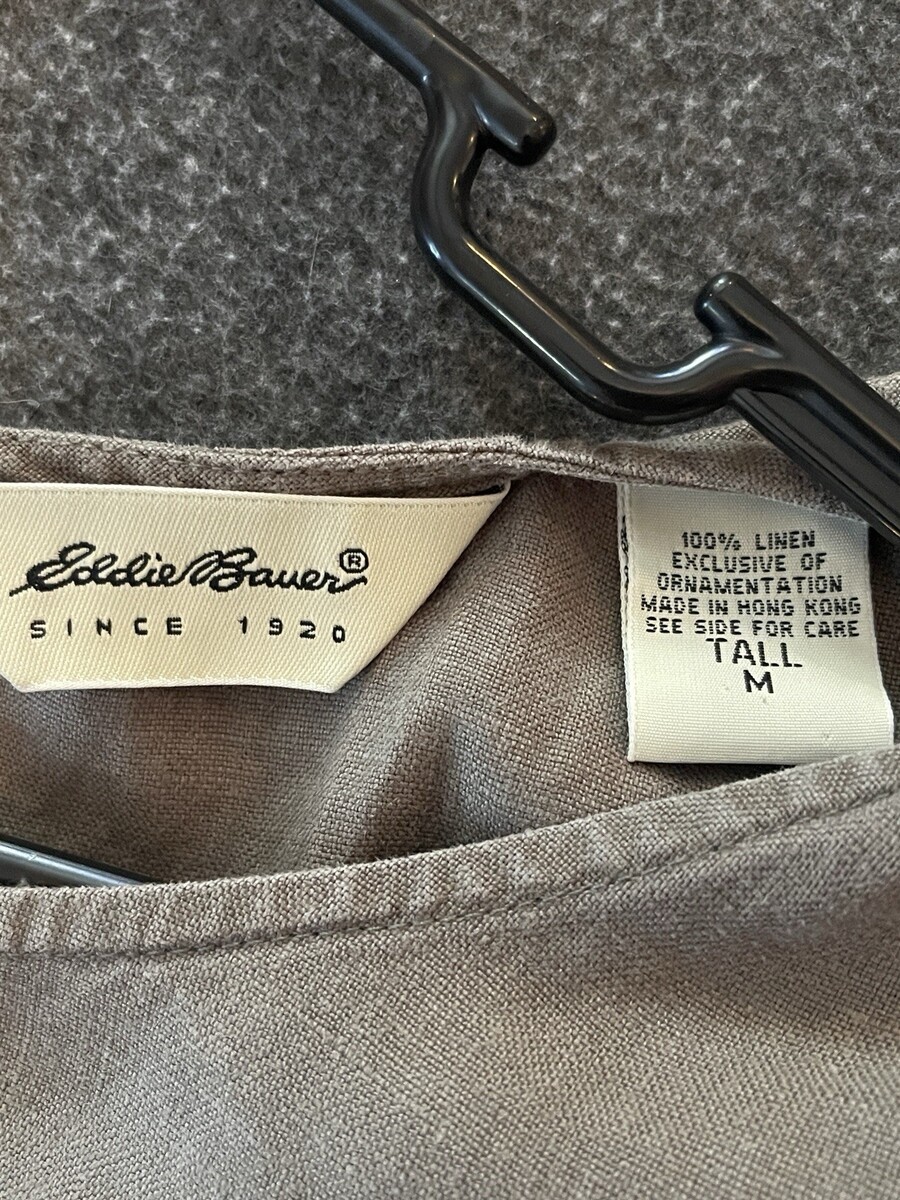 Eddie Bauer®
SINCE 1920
100% LINEN
EXCLUSIVE OF
ORNAMENTATION
MADE IN HONG KONG
SEE SIDE FOR CARE
TALL
M